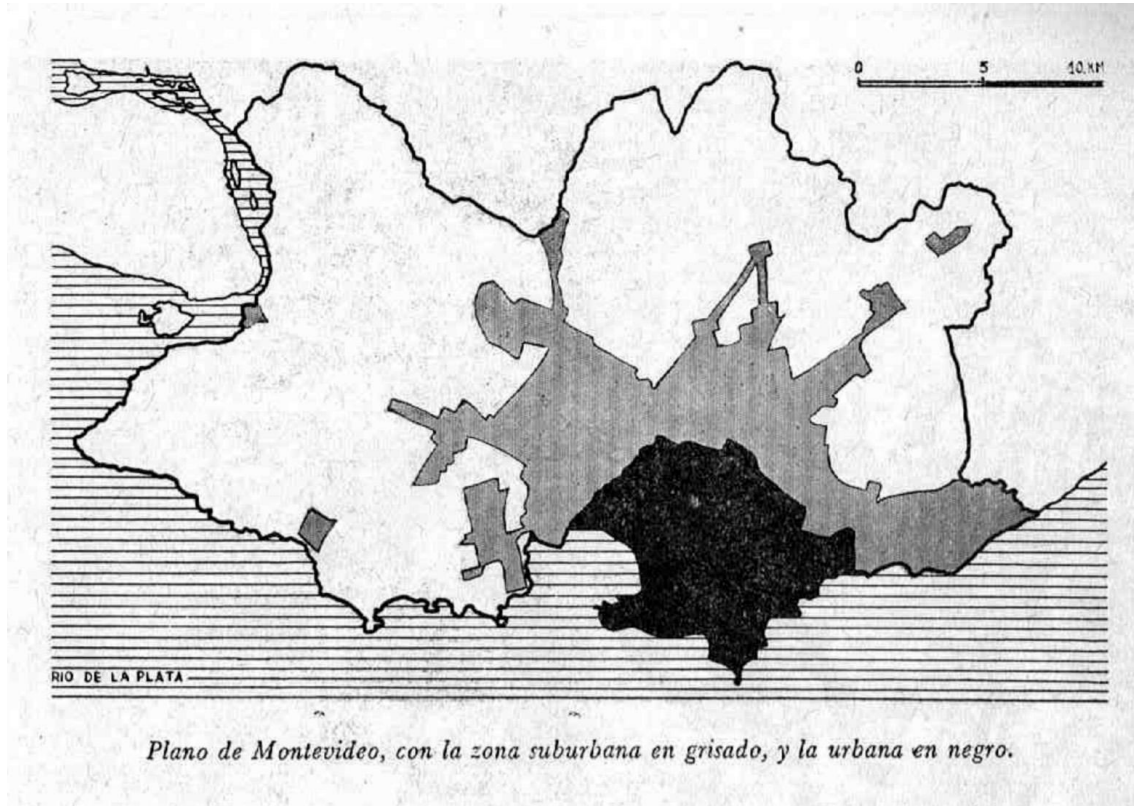 0 5 10.KM
RIO DE LA PLATA
Plano de Montevideo, con la zona suburbana en grisado, y la urbana en negro.